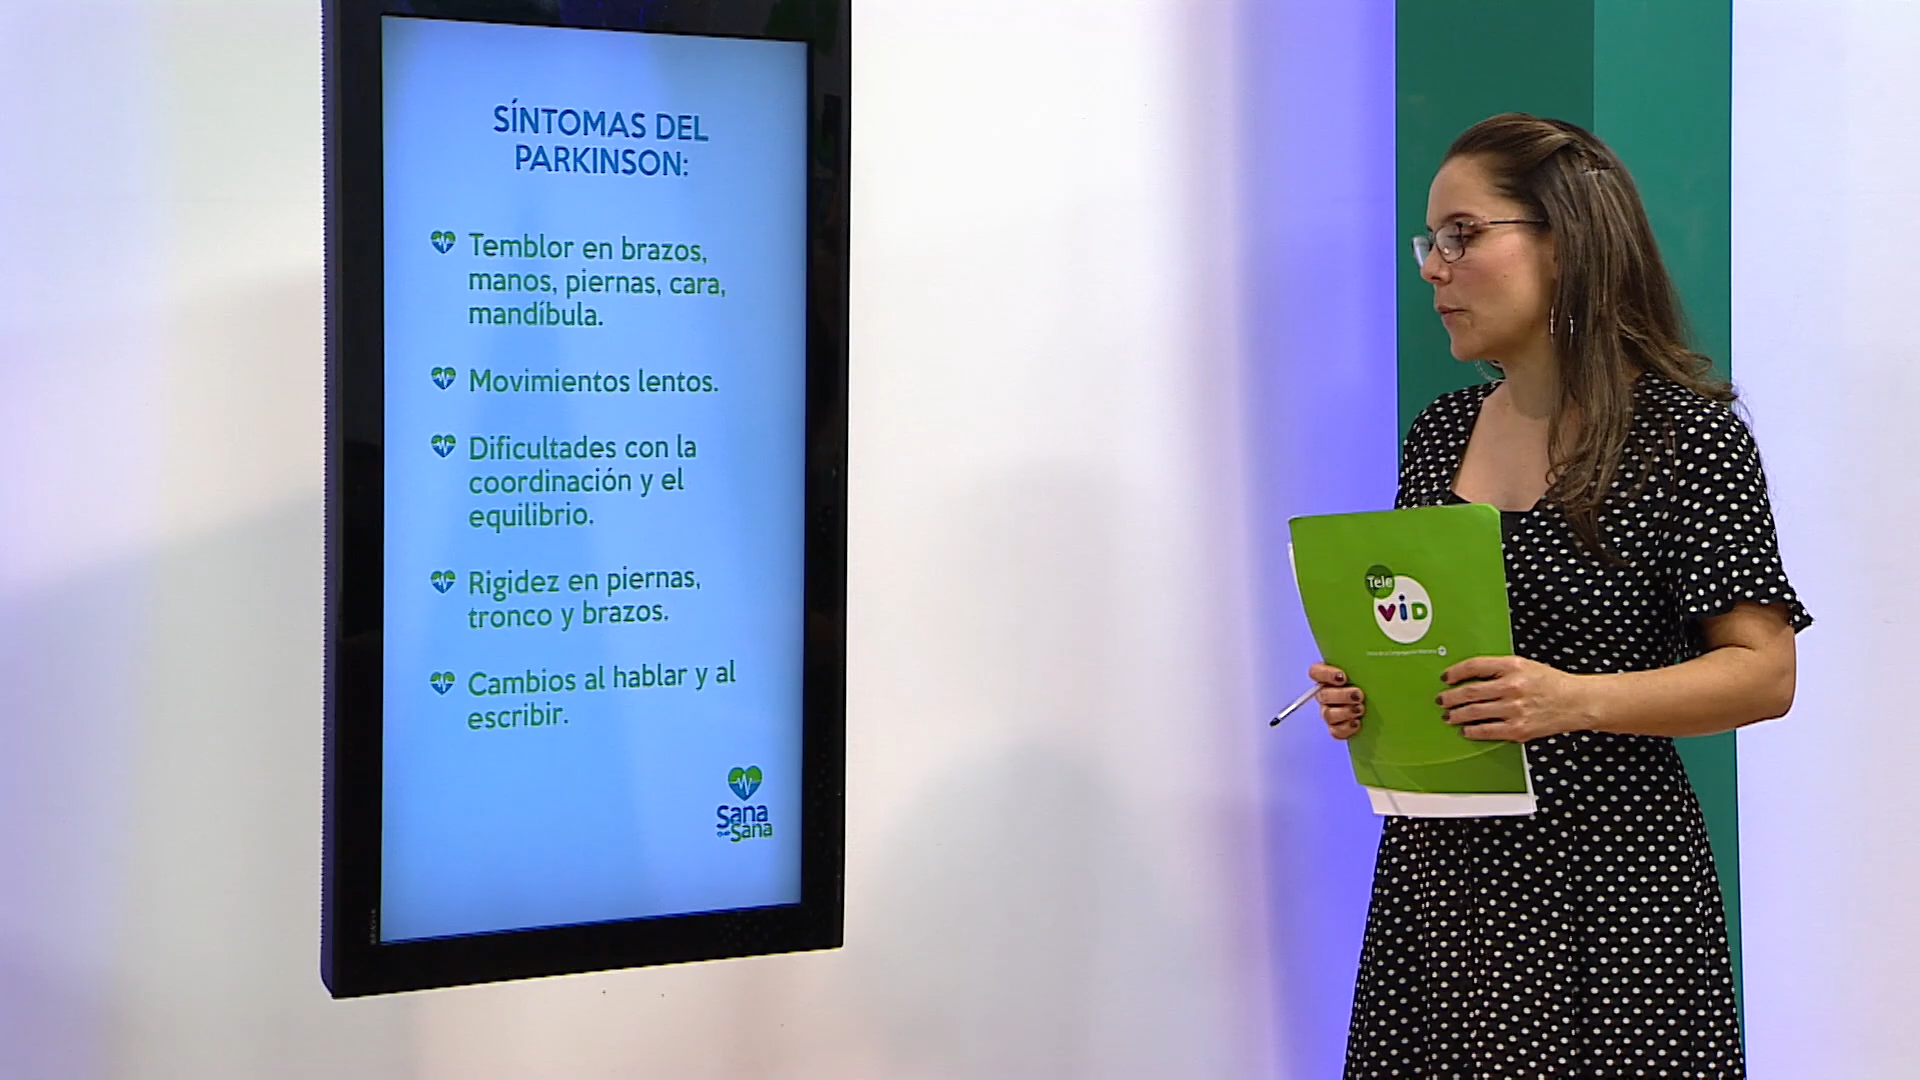 SÍNTOMAS DEL
PARKINSON:
Temblor en brazos,
manos, piernas, cara,
mandíbula.
Movimientos lentos.
Dificultades con la
coordinación y el
equilibrio.
Rigidez en piernas,
tronco y brazos.
Cambios al hablar y al
escribir.
Sana
que Sana
Tele
VID